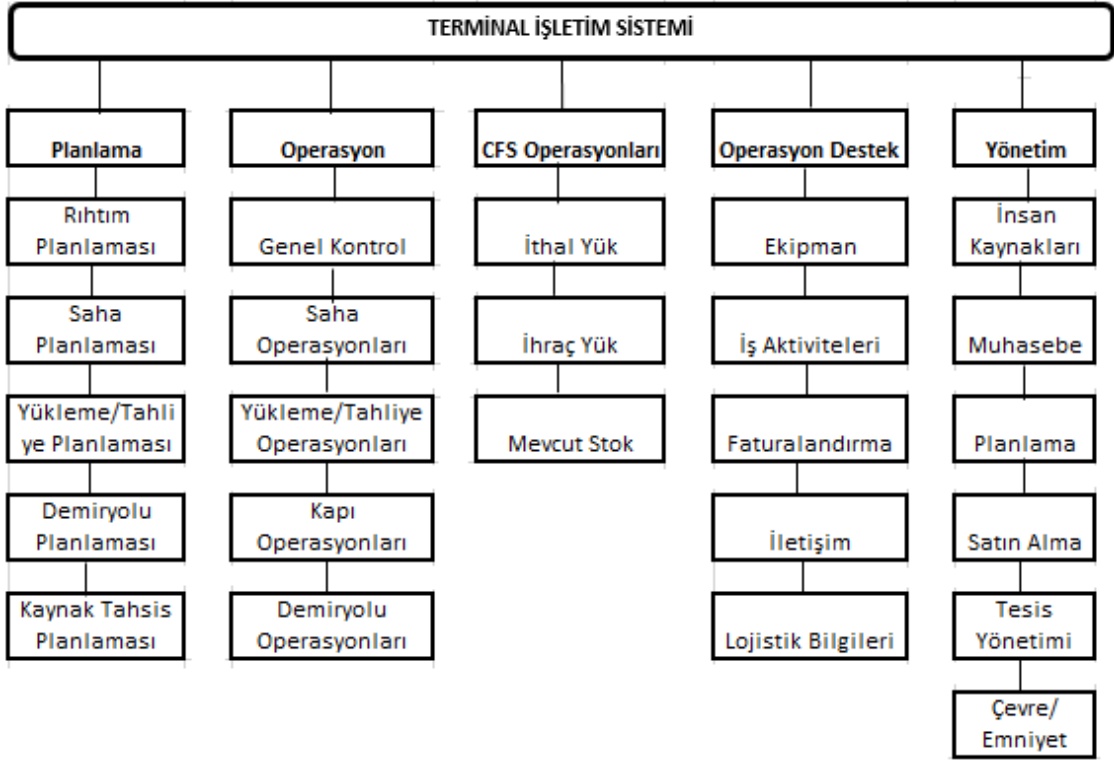 TERMİNAL İŞLETİM SİSTEMİ
Planlama
Rıhtım
Planlaması
Saha
Planlaması
Yükleme/Tahli
ye Planlaması
Demiryolu
Planlaması
Kaynak Tahsis
Planlaması
Operasyon
Genel Kontrol
Saha
Operasyonları
Yükleme/Tahliye
Operasyonları
Kapı
Operasyonları
Demiryolu
Operasyonları
CFS Operasyonları
İthal Yük
İhraç Yük
Mevcut Stok
Operasyon Destek
Ekipman
İş Aktiviteleri
Faturalandırma
İletişim
Lojistik Bilgileri
Yönetim
İnsan
Kaynakları
Muhasebe
Planlama
Satın Alma
Tesis
Yönetimi
Çevre/
Emniyet